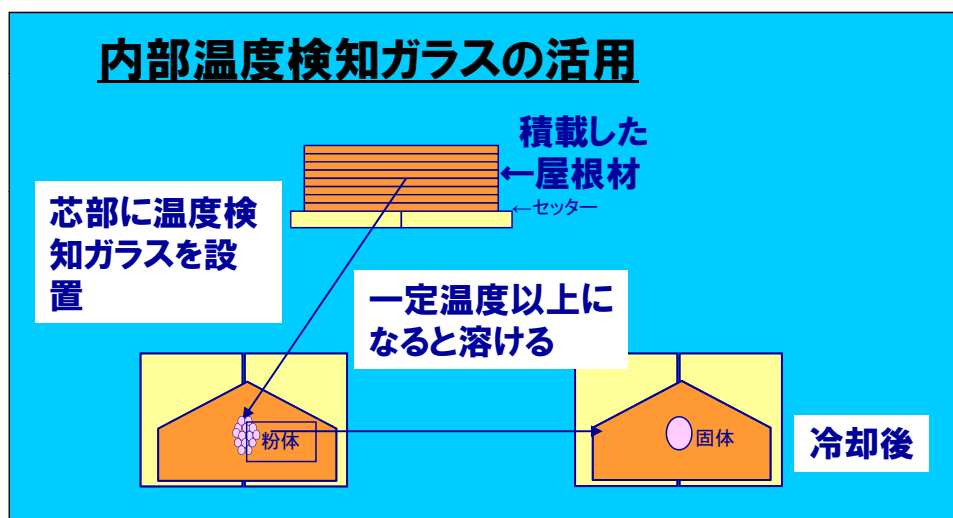 内部温度検知ガラスの活用
積載した
←屋根材
←セッター
芯部に温度検
知ガラスを設
置
一定温度以上に
なると溶ける
粉体
固体
冷却後